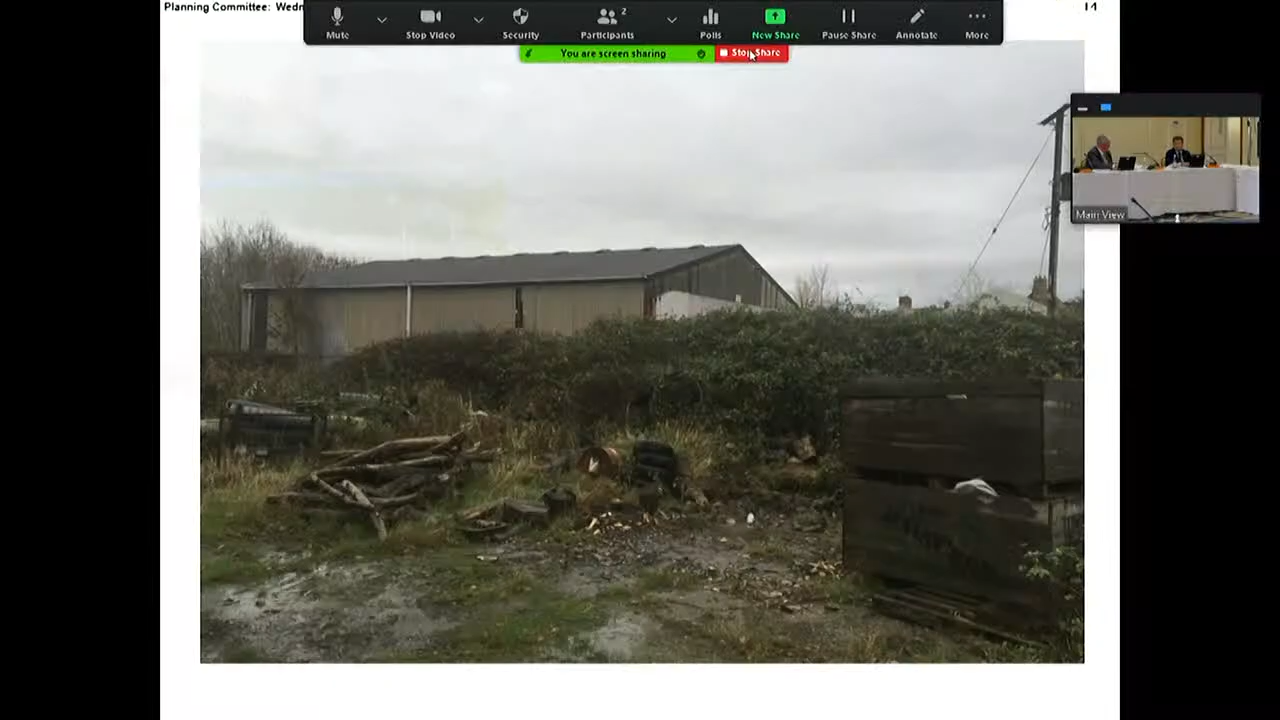 Planning Committee: Wedn
14
2
Mute
Stop Video
Security
Participants
Polls
New Share
Pause Share
Annotate
More
You are screen sharing
Stop Share
Main View